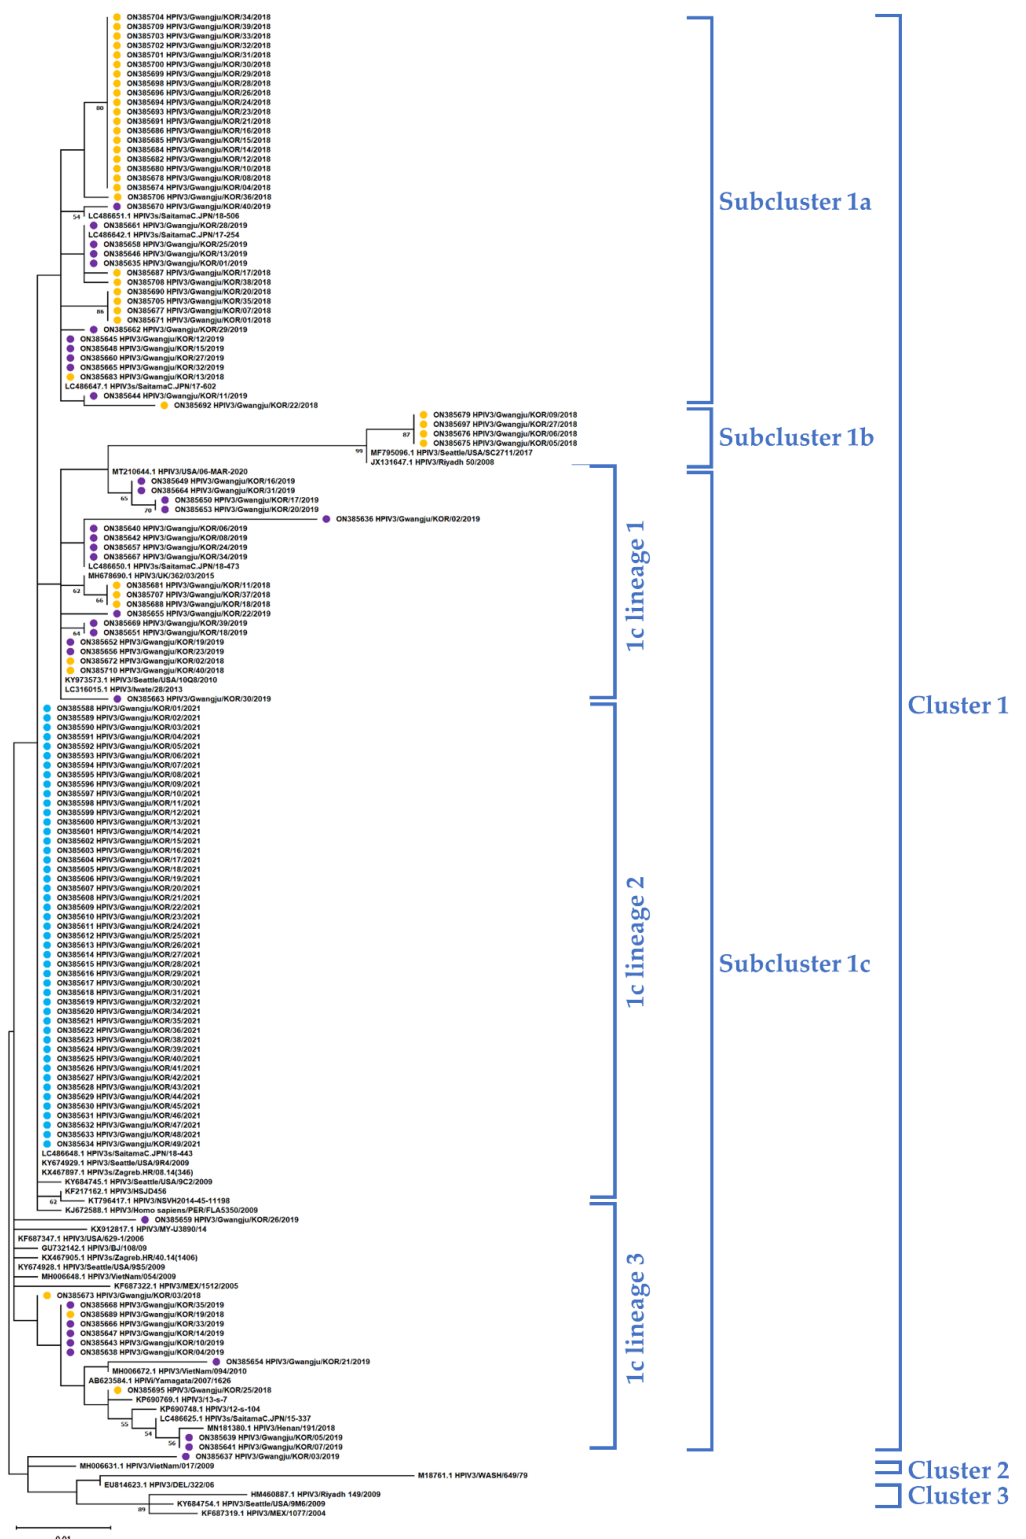 ON385704 HPIV3/Gwangju/KOR/34/2018
ON385709 HPIV3/Gwangju/KOR/39/2018
ON385703 HPIV3/Gwangju/KOR/33/2018
ON385702 HPIV3/Gwangju/KOR/32/2018
ON385701 HPIV3/Gwangju/KOR/31/2018
ON385700 HPIV3/Gwangju/KOR/30/2018
ON385699 HPIV3/Gwangju/KOR/29/2018
ON385698 HPIV3/Gwangju/KOR/28/2018
ON385696 HPIV3/Gwangju/KOR/26/2018
ON385694 HPIV3/Gwangju/KOR/24/2018
80
ON385693 HPIV3/Gwangju/KOR/23/2018
ON385691 HPIV3/Gwangju/KOR/21/2018
ON385686 HPIV3/Gwangju/KOR/16/2018
ON385685 HPIV3/Gwangju/KOR/15/2018
ON385684 HPIV3/Gwangju/KOR/14/2018
ON385682 HPIV3/Gwangju/KOR/12/2018
ON385680 HPIV3/Gwangju/KOR/10/2018
ON385678 HPIV3/Gwangju/KOR/08/2018
ON385674 HPIV3/Gwangju/KOR/04/2018
ON385706 HPIV3/Gwangju/KOR/36/2018
Subcluster 1a
ON385670 HPIV3/Gwangju/KOR/40/2019
54
LC486651.1 HPIV3s/SaitamaC.JPN/18-506
ON385661 HPIV3/Gwangju/KOR/28/2019
LC486642.1 HPIV3s/SaitamaC.JPN/17-254
ON385658 HPIV3/Gwangju/KOR/25/2019
ON385646 HPIV3/Gwangju/KOR/13/2019
ON385635 HPIV3/Gwangju/KOR/01/2019
ON385687 HPIV3/Gwangju/KOR/17/2018
ON385708 HPIV3/Gwangju/KOR/38/2018
ON385690 HPIV3/Gwangju/KOR/20/2018
ON385705 HPIV3/Gwangju/KOR/35/2018
86
ON385677 HPIV3/Gwangju/KOR/07/2018
ON385671 HPIV3/Gwangju/KOR/01/2018
ON385662 HPIV3/Gwangju/KOR/29/2019
ON385645 HPIV3/Gwangju/KOR/12/2019
ON385648 HPIV3/Gwangju/KOR/15/2019
ON385660 HPIV3/Gwangju/KOR/27/2019
ON385665 HPIV3/Gwangju/KOR/32/2019
ON385683 HPIV3/Gwangju/KOR/13/2018
LC486647.1 HPIV3s/SaitamaC.JPN/17-602
ON385644 HPIV3/Gwangju/KOR/11/2019
ON385692 HPIV3/Gwangju/KOR/22/2018
ON385679 HPIV3/Gwangju/KOR/09/2018
ON385697 HPIV3/Gwangju/KOR/27/2018
87
ON385676 HPIV3/Gwangju/KOR/06/2018
Subcluster 1b
ON385675 HPIV3/Gwangju/KOR/05/2018
99
MF795096.1 HPIV3/Seattle/USA/SC2711/2017
JX131647.1 HPIV3/Riyadh 50/2008
MT210644.1 HPIV3/USA/06-MAR-2020
ON385649 HPIV3/Gwangju/KOR/16/2019
ON385664 HPIV3/Gwangju/KOR/31/2019
65
ON385650 HPIV3/Gwangju/KOR/17/2019
70
ON385653 HPIV3/Gwangju/KOR/20/2019
ON385636 HPIV3/Gwangju/KOR/02/2019
ON385640 HPIV3/Gwangju/KOR/06/2019
ON385642 HPIV3/Gwangju/KOR/08/2019
ON385657 HPIV3/Gwangju/KOR/24/2019
ON385667 HPIV3/Gwangju/KOR/34/2019
LC486650.1 HPIV3s/SaitamaC.JPN/18-473
MH678690.1 HPIV3/UK/362/03/2015
1c lineage 1
ON385681 HPIV3/Gwangju/KOR/11/2018
62
ON385707 HPIV3/Gwangju/KOR/37/2018
66
ON385688 HPIV3/Gwangju/KOR/18/2018
ON385655 HPIV3/Gwangju/KOR/22/2019
ON385669 HPIV3/Gwangju/KOR/39/2019
64
ON385651 HPIV3/Gwangju/KOR/18/2019
ON385652 HPIV3/Gwangju/KOR/19/2019
ON385656 HPIV3/Gwangju/KOR/23/2019
ON385672 HPIV3/Gwangju/KOR/02/2018
ON385710 HPIV3/Gwangju/KOR/40/2018
KY973573.1 HPIV3/Seattle/USA/10Q8/2010
LC316015.1 HPIV3/Iwate/28/2013
ON385663 HPIV3/Gwangju/KOR/30/2019
Cluster 1
ON385588 HPIV3/Gwangju/KOR/01/2021
ON385589 HPIV3/Gwangju/KOR/02/2021
ON385590 HPIV3/Gwangju/KOR/03/2021
ON385591 HPIV3/Gwangju/KOR/04/2021
ON385592 HPIV3/Gwangju/KOR/05/2021
ON385593 HPIV3/Gwangju/KOR/06/2021
ON385594 HPIV3/Gwangju/KOR/07/2021
ON385595 HPIV3/Gwangju/KOR/08/2021
ON385596 HPIV3/Gwangju/KOR/09/2021
ON385597 HPIV3/Gwangju/KOR/10/2021
ON385598 HPIV3/Gwangju/KOR/11/2021
ON385599 HPIV3/Gwangju/KOR/12/2021
ON385600 HPIV3/Gwangju/KOR/13/2021
ON385601 HPIV3/Gwangju/KOR/14/2021
ON385602 HPIV3/Gwangju/KOR/15/2021
ON385603 HPIV3/Gwangju/KOR/16/2021
ON385604 HPIV3/Gwangju/KOR/17/2021
ON385605 HPIV3/Gwangju/KOR/18/2021
ON385606 HPIV3/Gwangju/KOR/19/2021
ON385607 HPIV3/Gwangju/KOR/20/2021
ON385608 HPIV3/Gwangju/KOR/21/2021
ON385609 HPIV3/Gwangju/KOR/22/2021
ON385610 HPIV3/Gwangju/KOR/23/2021
ON385611 HPIV3/Gwangju/KOR/24/2021
ON385612 HPIV3/Gwangju/KOR/25/2021
ON385613 HPIV3/Gwangju/KOR/26/2021
ON385614 HPIV3/Gwangju/KOR/27/2021
ON385615 HPIV3/Gwangju/KOR/28/2021
ON385616 HPIV3/Gwangju/KOR/29/2021
ON385617 HPIV3/Gwangju/KOR/30/2021
ON385618 HPIV3/Gwangju/KOR/31/2021
ON385619 HPIV3/Gwangju/KOR/32/2021
ON385620 HPIV3/Gwangju/KOR/34/2021
ON385621 HPIV3/Gwangju/KOR/35/2021
ON385622 HPIV3/Gwangju/KOR/36/2021
ON385623 HPIV3/Gwangju/KOR/38/2021
ON385624 HPIV3/Gwangju/KOR/39/2021
ON385625 HPIV3/Gwangju/KOR/40/2021
ON385626 HPIV3/Gwangju/KOR/41/2021
ON385627 HPIV3/Gwangju/KOR/42/2021
ON385628 HPIV3/Gwangju/KOR/43/2021
ON385629 HPIV3/Gwangju/KOR/44/2021
ON385630 HPIV3/Gwangju/KOR/45/2021
ON385631 HPIV3/Gwangju/KOR/46/2021
ON385632 HPIV3/Gwangju/KOR/47/2021
ON385633 HPIV3/Gwangju/KOR/48/2021
ON385634 HPIV3/Gwangju/KOR/49/2021
1c lineage 2
Subcluster 1c
LC486648.1 HPIV3s/SaitamaC.JPN/18-443
KY674929.1 HPIV3/Seattle/USA/9R4/2009
KX467897.1 HPIV3s/Zagreb.HR/08.14(346)
KY684745.1 HPIV3/Seattle/USA/9C2/2009
KF217162.1 HPIV3/HSJD456
62
KT796417.1 HPIV3/NSVH2014-45-11198
KJ672588.1 HPIV3/Homo sapiens/PER/FLA5350/2009
ON385659 HPIV3/Gwangju/KOR/26/2019
KX912817.1 HPIV3/MY-U3890/14
KF687347.1 HPIV3/USA/629-1/2006
GU732142.1 HPIV3/BJ/108/09
KX467905.1 HPIV3s/Zagreb.HR/40.14(1406)
KY674928.1 HPIV3/Seattle/USA/9S5/2009
MH006648.1 HPIV3/VietNam/054/2009
KF687322.1 HPIV3/MEX/1512/2005
ON385673 HPIV3/Gwangju/KOR/03/2018
ON385668 HPIV3/Gwangju/KOR/35/2019
ON385689 HPIV3/Gwangju/KOR/19/2018
ON385666 HPIV3/Gwangju/KOR/33/2019
ON385647 HPIV3/Gwangju/KOR/14/2019
ON385643 HPIV3/Gwangju/KOR/10/2019
ON385638 HPIV3/Gwangju/KOR/04/2019
1c lineage 3
ON385654 HPIV3/Gwangju/KOR/21/2019
MH006672.1 HPIV3/VietNam/094/2010
AB623584.1 HPIVi/Yamagata/2007/1626
ON385695 HPIV3/Gwangju/KOR/25/2018
KP690769.1 HPIV3/13-s-7
KP690748.1 HPIV3/12-s-104
55
LC486625.1 HPIV3s/SaitamaC.JPN/15-337
54
MN181380.1 HPIV3/Henan/191/2018
ON385639 HPIV3/Gwangju/KOR/05/2019
56
ON385641 HPIV3/Gwangju/KOR/07/2019
ON385637 HPIV3/Gwangju/KOR/03/2019
MH006631.1 HPIV3/VietNam/017/2009
Cluster 2
M18761.1 HPIV3/WASH/649/79
EU814623.1 HPIV3/DEL/322/06
HM460887.1 HPIV3/Riyadh 149/2009
Cluster 3
KY684754.1 HPIV3/Seattle/USA/9M6/2009
89
KF687319.1 HPIV3/MEX/1077/2004
0.01